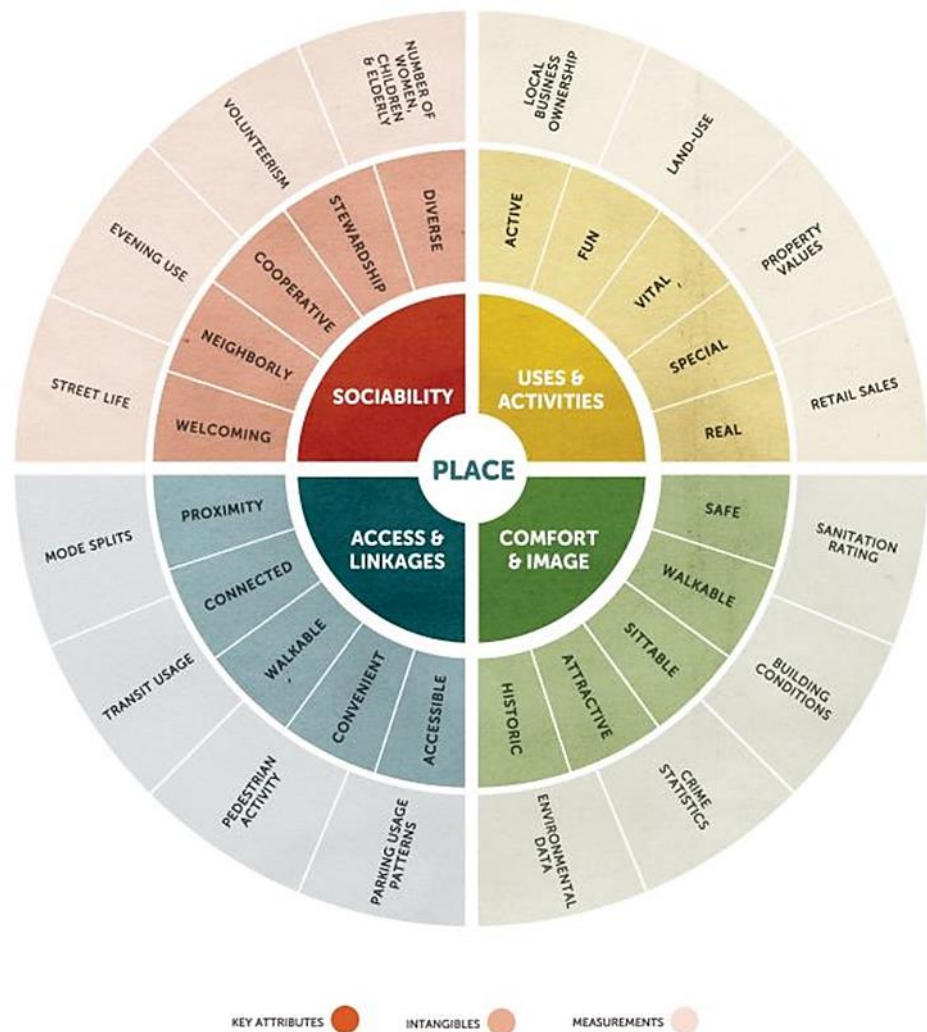 NUMBER OF
WOMEN,
CHILDREN
& ELDERLY
VOLUNTEERISM
EVENING USE
STREET LIFE
DIVERSE
STEWARDSHIP
COOPERATIVE
NEIGHBORLY
WELCOMING
SOCIABILITY
LOCAL
BUSINESS
OWNERSHIP
LAND-USE
PROPERTY
VALUES
RETAIL SALES
ACTIVE
FUN
VITAL
SPECIAL
REAL
USES &
ACTIVITIES
PLACE
ACCESS &
LINKAGES
PROXIMITY
CONNECTED
WALKABLE
CONVENIENT
ACCESSIBLE
MODE SPLITS
TRANSIT USAGE
PEDESTRIAN
ACTIVITY
PARKING USAGE
PATTERNS
COMFORT
& IMAGE
SAFE
WALKABLE
SITTABLE
ATTRACTIVE
HISTORIC
SANITATION
RATING
BUILDING
CONDITIONS
CRIME
STATISTICS
ENVIRONMENTAL
DATA
KEY ATTRIBUTES
INTANGIBLES
MEASUREMENTS